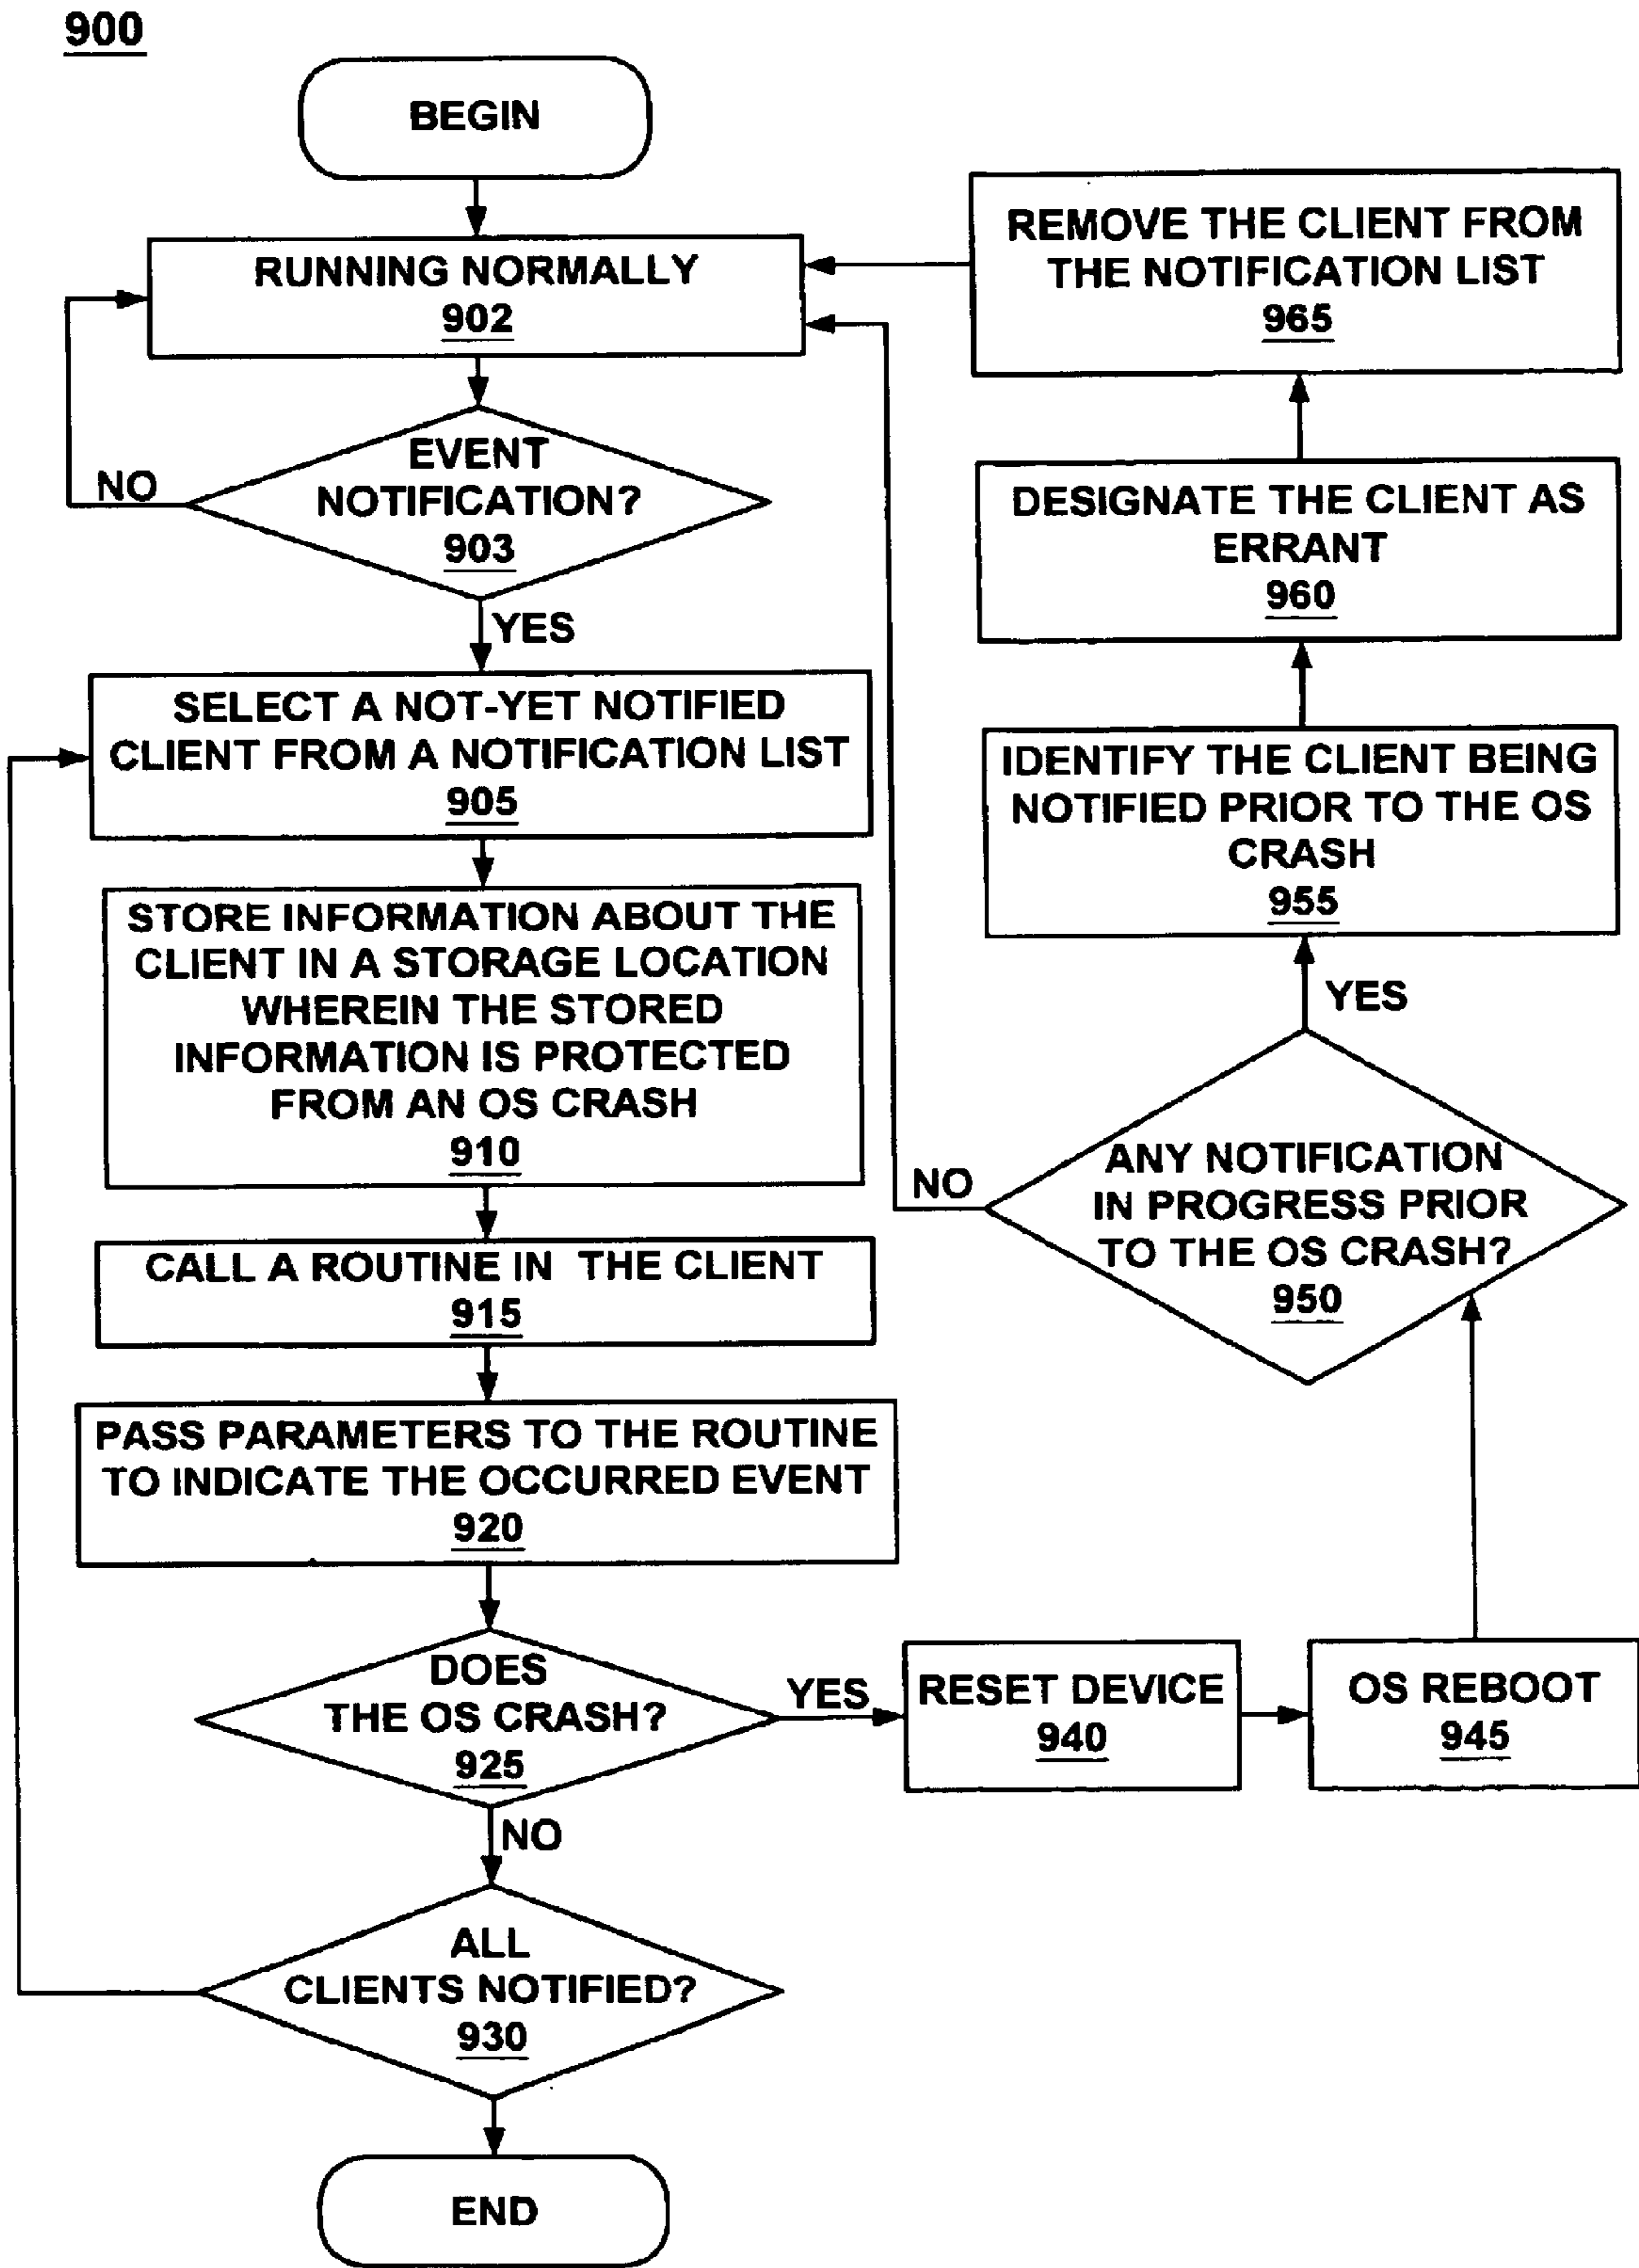 900
BEGIN
RUNNING NORMALLY
902
EVENT
NOTIFICATION?
903
NO
YES
SELECT A NOT-YET NOTIFIED
CLIENT FROM A NOTIFICATION LIST
905
STORE INFORMATION ABOUT THE
CLIENT IN A STORAGE LOCATION
WHEREIN THE STORED
INFORMATION IS PROTECTED
FROM AN OS CRASH
910
CALL A ROUTINE IN THE CLIENT
915
PASS PARAMETERS TO THE ROUTINE
TO INDICATE THE OCCURRED EVENT
920
DOES
THE OS CRASH?
925
YES
NO
ALL
CLIENTS NOTIFIED?
930
END
RESET DEVICE
940
OS REBOOT
945
ANY NOTIFICATION
IN PROGRESS PRIOR
TO THE OS CRASH?
950
NO
YES
IDENTIFY THE CLIENT BEING
NOTIFIED PRIOR TO THE OS
CRASH
955
DESIGNATE THE CLIENT AS
ERRANT
960
REMOVE THE CLIENT FROM
THE NOTIFICATION LIST
965